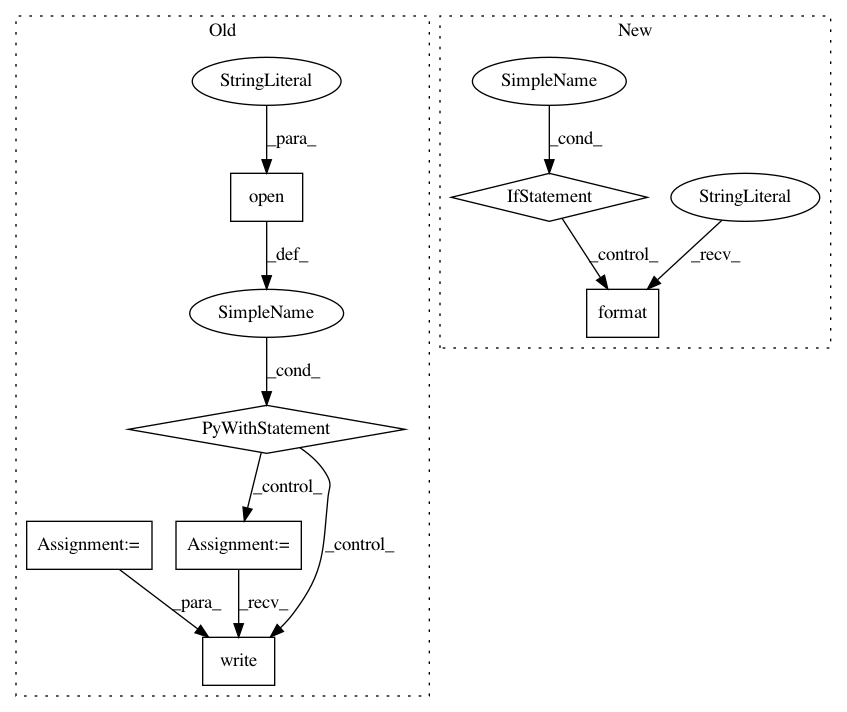 Old
New
StringLiteral
SimpleName
_para_
_cond_
open
IfStatement
StringLiteral
_def_
_control_
_recv_
SimpleName
format
_cond_
PyWithStatement
_control_
Assignment:=
Assignment:=
_control_
_para_
_recv_
write